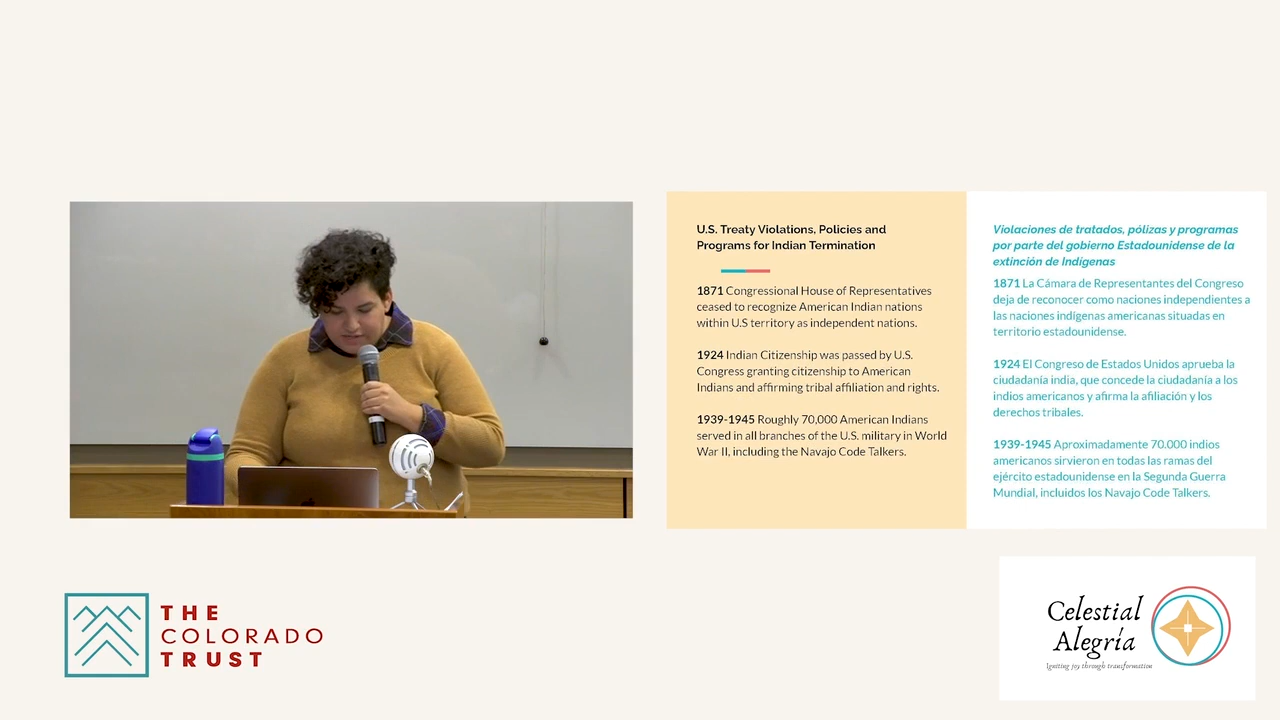 U.S. Treaty Violations, Policies and
Programs for Indian Termination
1871 Congressional House of Representatives
ceased to recognize American Indian nations
within U.S territory as independent nations.
1924 Indian Citizenship was passed by U.S.
Congress granting citizenship to American
Indians and affirming tribal affiliation and rights.
1939-1945 Roughly 70,000 American Indians
served in all branches of the U.S. military in World
War II, including the Navajo Code Talkers.
Violaciones de tratados, pólizas y programas
por parte del gobierno Estadounidense de la
extinción de Indígenas
1871 La Cámara de Representantes del Congreso
deja de reconocer como naciones independientes a
las naciones indígenas americanas situadas en
territorio estadounidense.
1924 El Congreso de Estados Unidos aprueba la
ciudadanía india, que concede la ciudadanía a los
indios americanos y afirma la afiliación y los
derechos tribales.
1939-1945 Aproximadamente 70.000 indios
americanos sirvieron en todas las ramas del
ejército estadounidense en la Segunda Guerra
Mundial, incluidos los Navajo Code Talkers.
THE
COLORADO
TRUST
Celestial
Alegría
Igniting joy through transformation